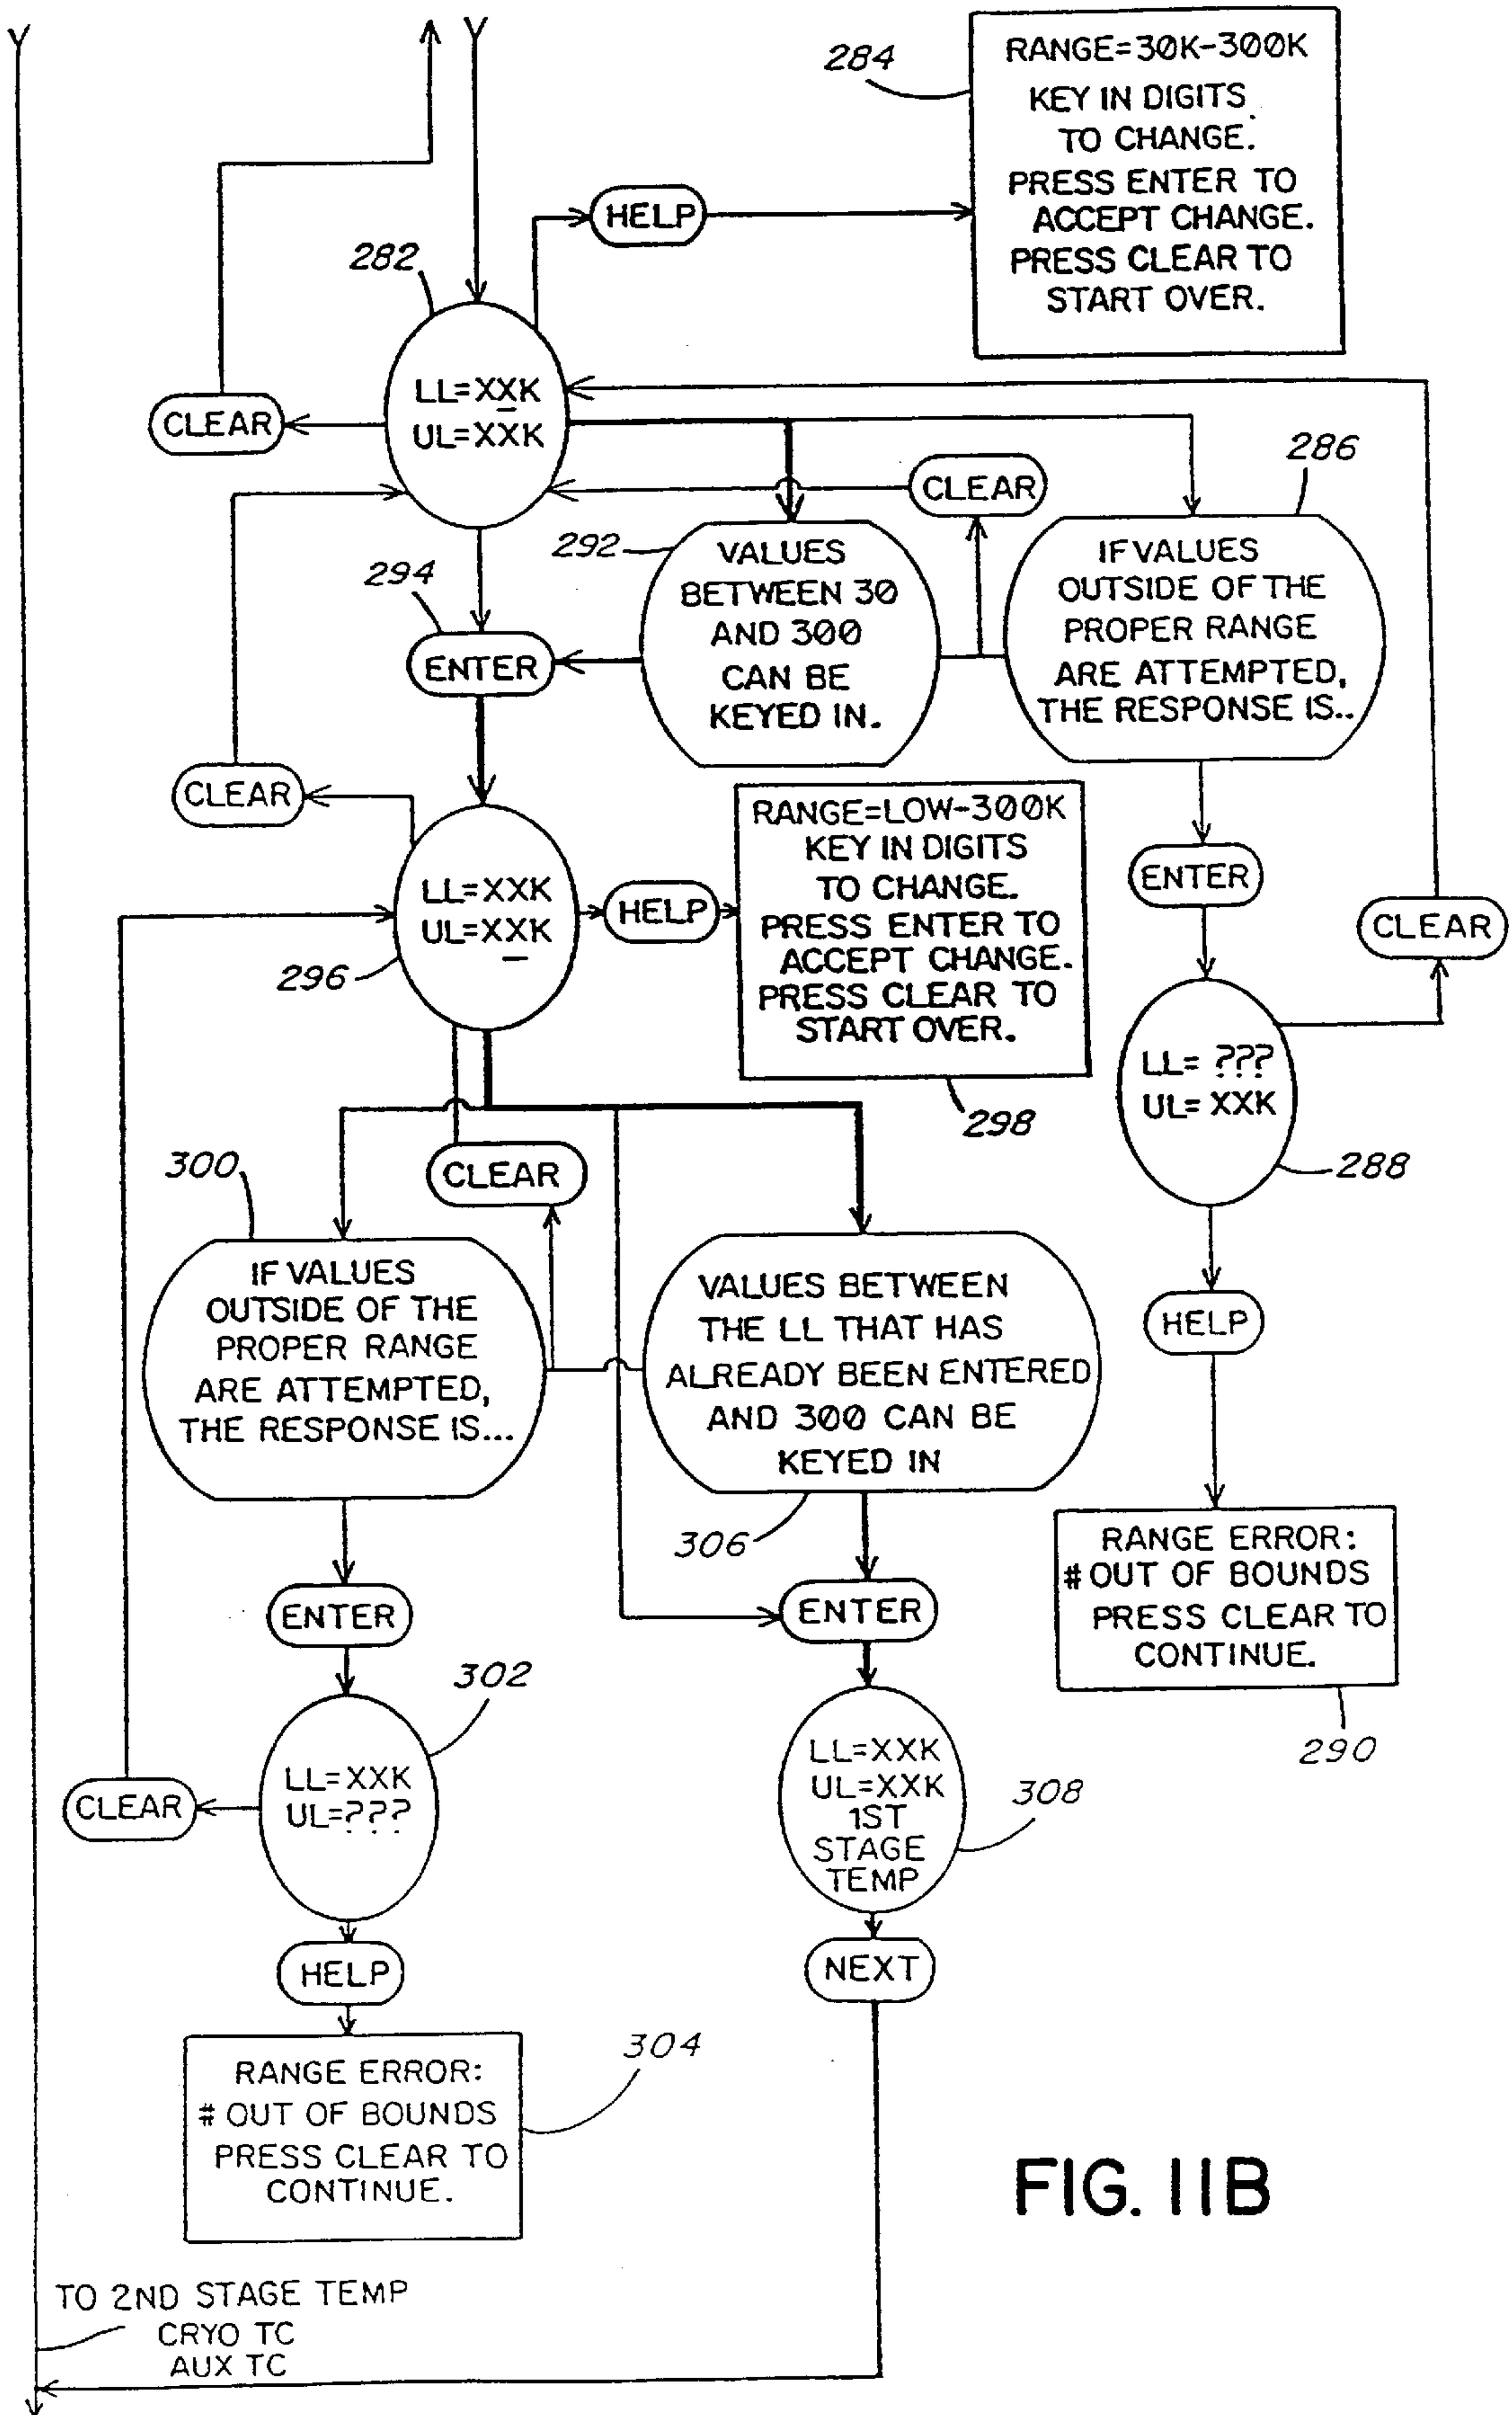 Y
Y
284
RANGE=30K-300K
KEY IN DIGITS
TO CHANGE.
PRESS ENTER TO
ACCEPT CHANGE.
PRESS CLEAR TO
START OVER.
HELP
282
LL=XXK
UL=XXK
CLEAR
286
CLEAR
292
VALUES
BETWEEN 30
AND 300
CAN BE
KEYED IN.
IF VALUES
OUTSIDE OF THE
PROPER RANGE
ARE ATTEMPTED,
THE RESPONSE IS..
294
ENTER
CLEAR
LL=XXK
UL=XXK
296
HELP
RANGE=LOW-300K
KEY IN DIGITS
TO CHANGE.
PRESS ENTER TO
ACCEPT CHANGE.
PRESS CLEAR TO
START OVER.
298
ENTER
CLEAR
LL= ???
UL= XXK
288
HELP
300
CLEAR
IF VALUES
OUTSIDE OF THE
PROPER RANGE
ARE ATTEMPTED,
THE RESPONSE IS...
VALUES BETWEEN
THE LL THAT HAS
ALREADY BEEN ENTERED
AND 300 CAN BE
KEYED IN
306
RANGE ERROR:
# OUT OF BOUNDS
PRESS CLEAR TO
CONTINUE.
290
ENTER
ENTER
302
LL=XXK
UL=???
CLEAR
LL=XXK
UL=XXK
1ST
STAGE
TEMP
308
HELP
NEXT
304
RANGE ERROR:
# OUT OF BOUNDS
PRESS CLEAR TO
CONTINUE.
FIG. 11B
TO 2ND STAGE TEMP
CRYO TC
AUX TC